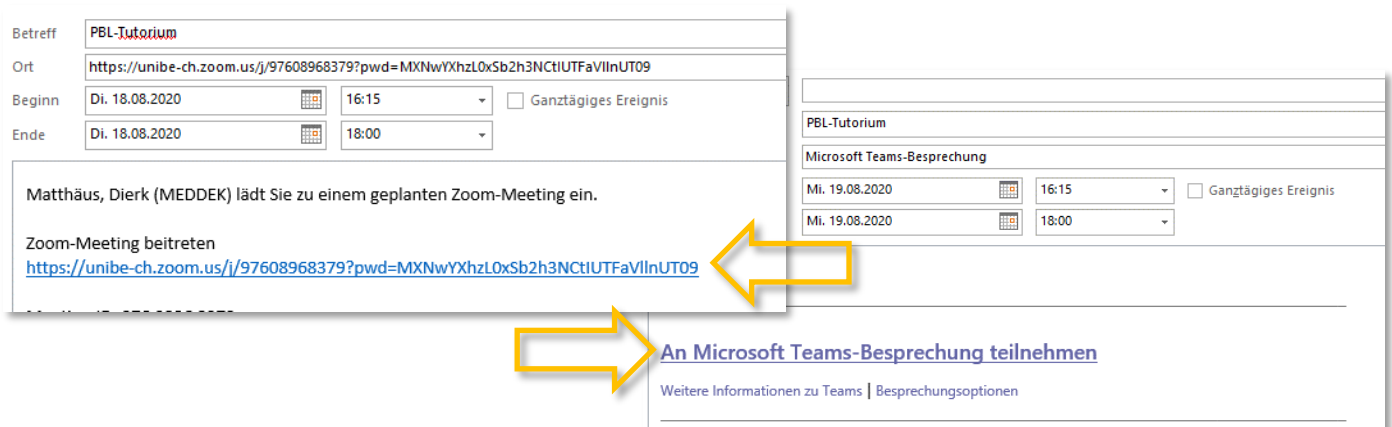 Betreff PBL-Tutorium
Ort https://unibe-ch.zoom.us/j/97608968379?pwd=MXNwYXhzL0xSb2h3NCtIUTFaVllnUT09
Beginn Di. 18.08.2020 16:15 Ganztägiges Ereignis
Ende Di. 18.08.2020 18:00
Matthäus, Dierk (MEDDEK) lädt Sie zu einem geplanten Zoom-Meeting ein.
Zoom-Meeting beitreten
https://unibe-ch.zoom.us/j/97608968379?pwd=MXNwYXhzL0xSb2h3NCtIUTFaVllnUT09
PBL-Tutorium
Microsoft Teams-Besprechung
Mi. 19.08.2020 16:15 Ganztägiges Ereignis
Mi. 19.08.2020 18:00
An Microsoft Teams-Besprechung teilnehmen
Weitere Informationen zu Teams | Besprechungsoptionen